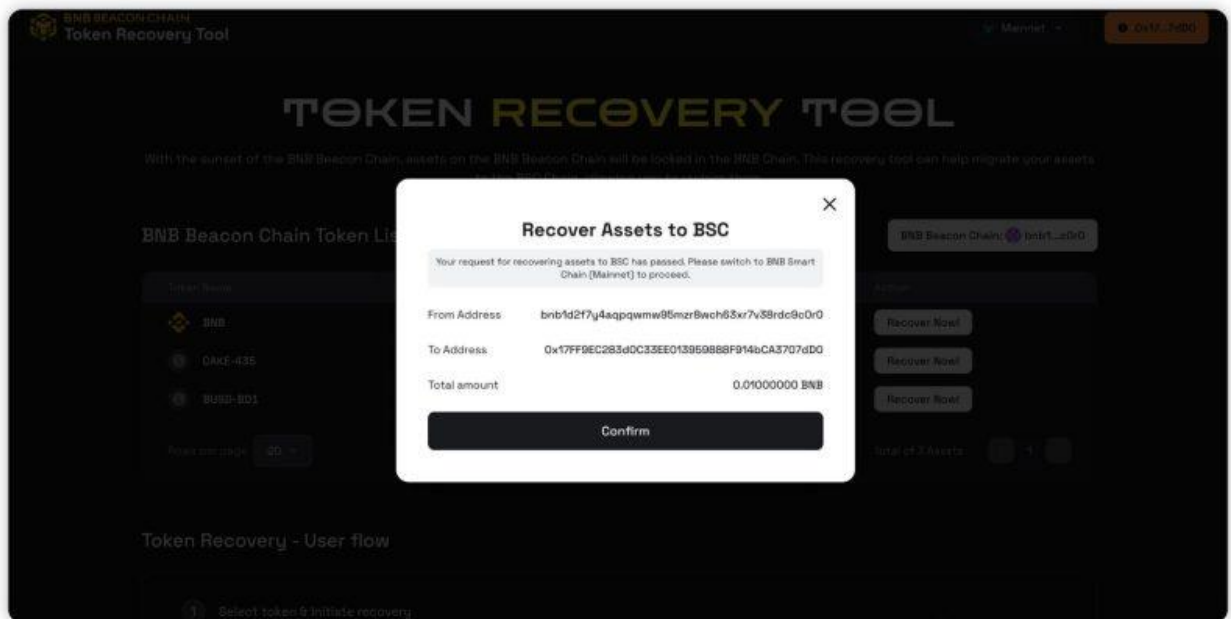 BNB BEACON CHAIN
Token Recovery Tool
Mainnet
TOKEN RECOVERY TOOL
With the sunset of the BNB Beacon Chain, assets on the BNB Beacon Chain will be locked in the BNB Chain. This recovery tool can help migrate your assets
Recover Assets to BSC
Your request for recovering assets to BSC has passed. Please switch to BNB Smart
Chain (Mainnet) to proceed.
BNB Beacon Chain Token Lis
BNB Beacon Chain: bnb1...c0r0
Token Name
Action
From Address bnb1d2f7y4aqpqwmw95mzr8wch63xr7v38rdc9c0r0
BNB
Recover Now!
To Address 0x17FF9EC283d0C33EE013959888F914bCA3707dD0
CAKE-435
Recover Now!
Total amount 0.01000000 BNB
BUSD-BD1
Recover Now!
Confirm
Rows per page 20
Total of 3 Assets
1
Token Recovery - User flow
1 Select token & Initiate recovery